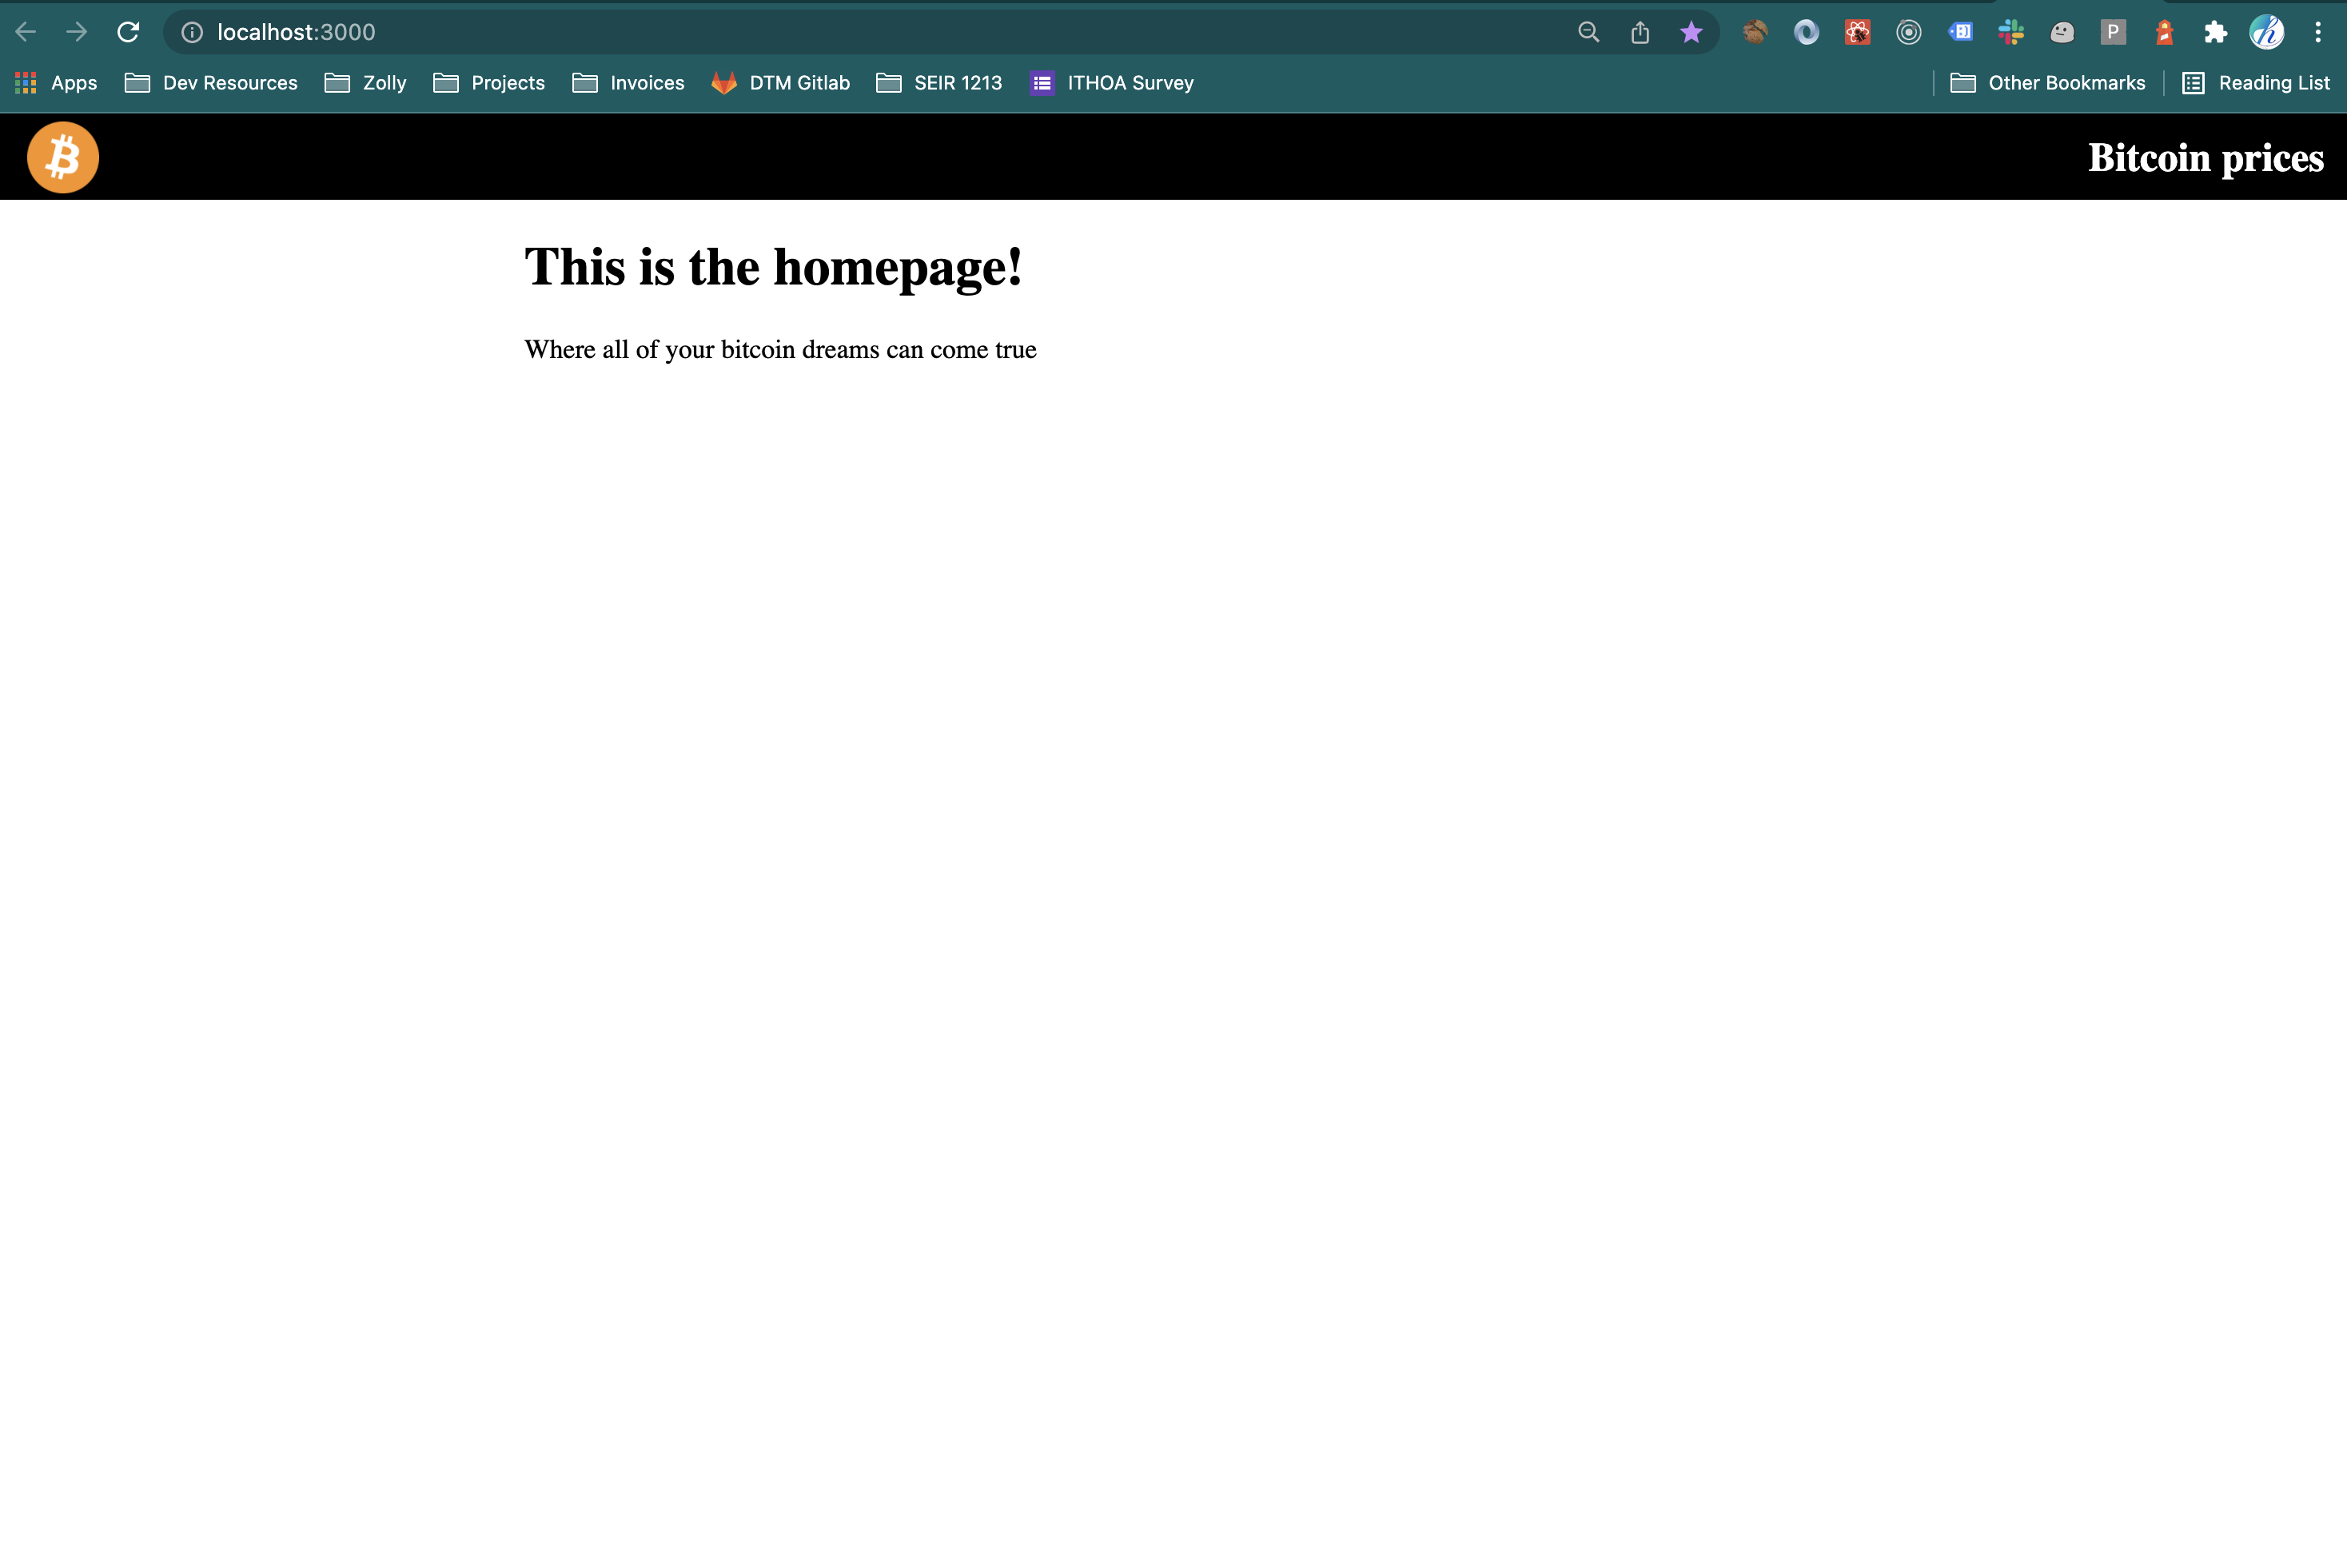 localhost:3000
Apps Dev Resources Zolly Projects Invoices DTM Gitlab SEIR 1213 ITHOA Survey Other Bookmarks Reading List
Bitcoin prices
This is the homepage!
Where all of your bitcoin dreams can come true